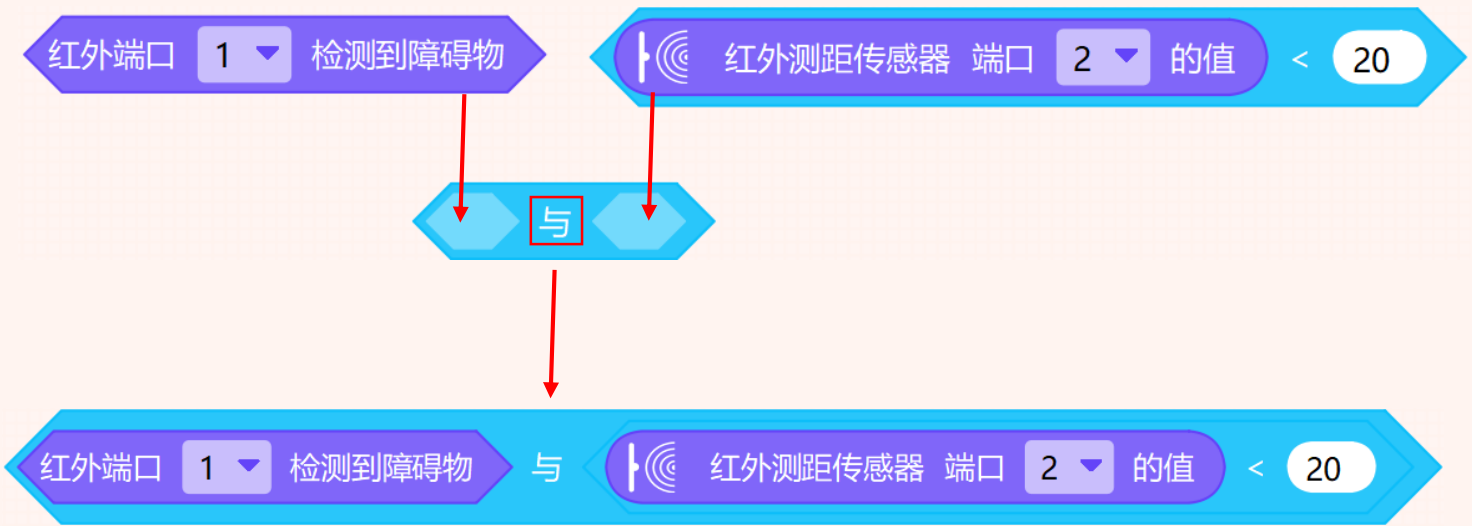 红外端口 1 检测到障碍物
红外测距传感器 端口 2 的值 < 20
与
红外端口 1 检测到障碍物 与 红外测距传感器 端口 2 的值 < 20